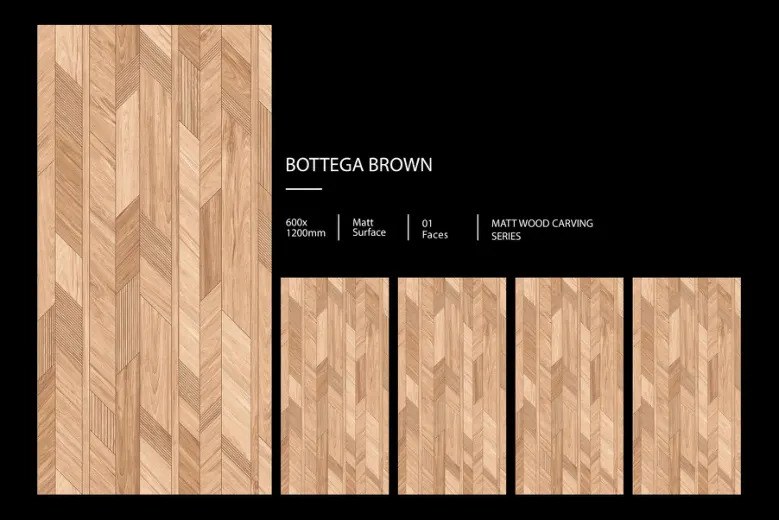 BOTTEGA BROWN
600x
1200mm
Matt
Surface
01
Faces
MATT WOOD CARVING
SERIES